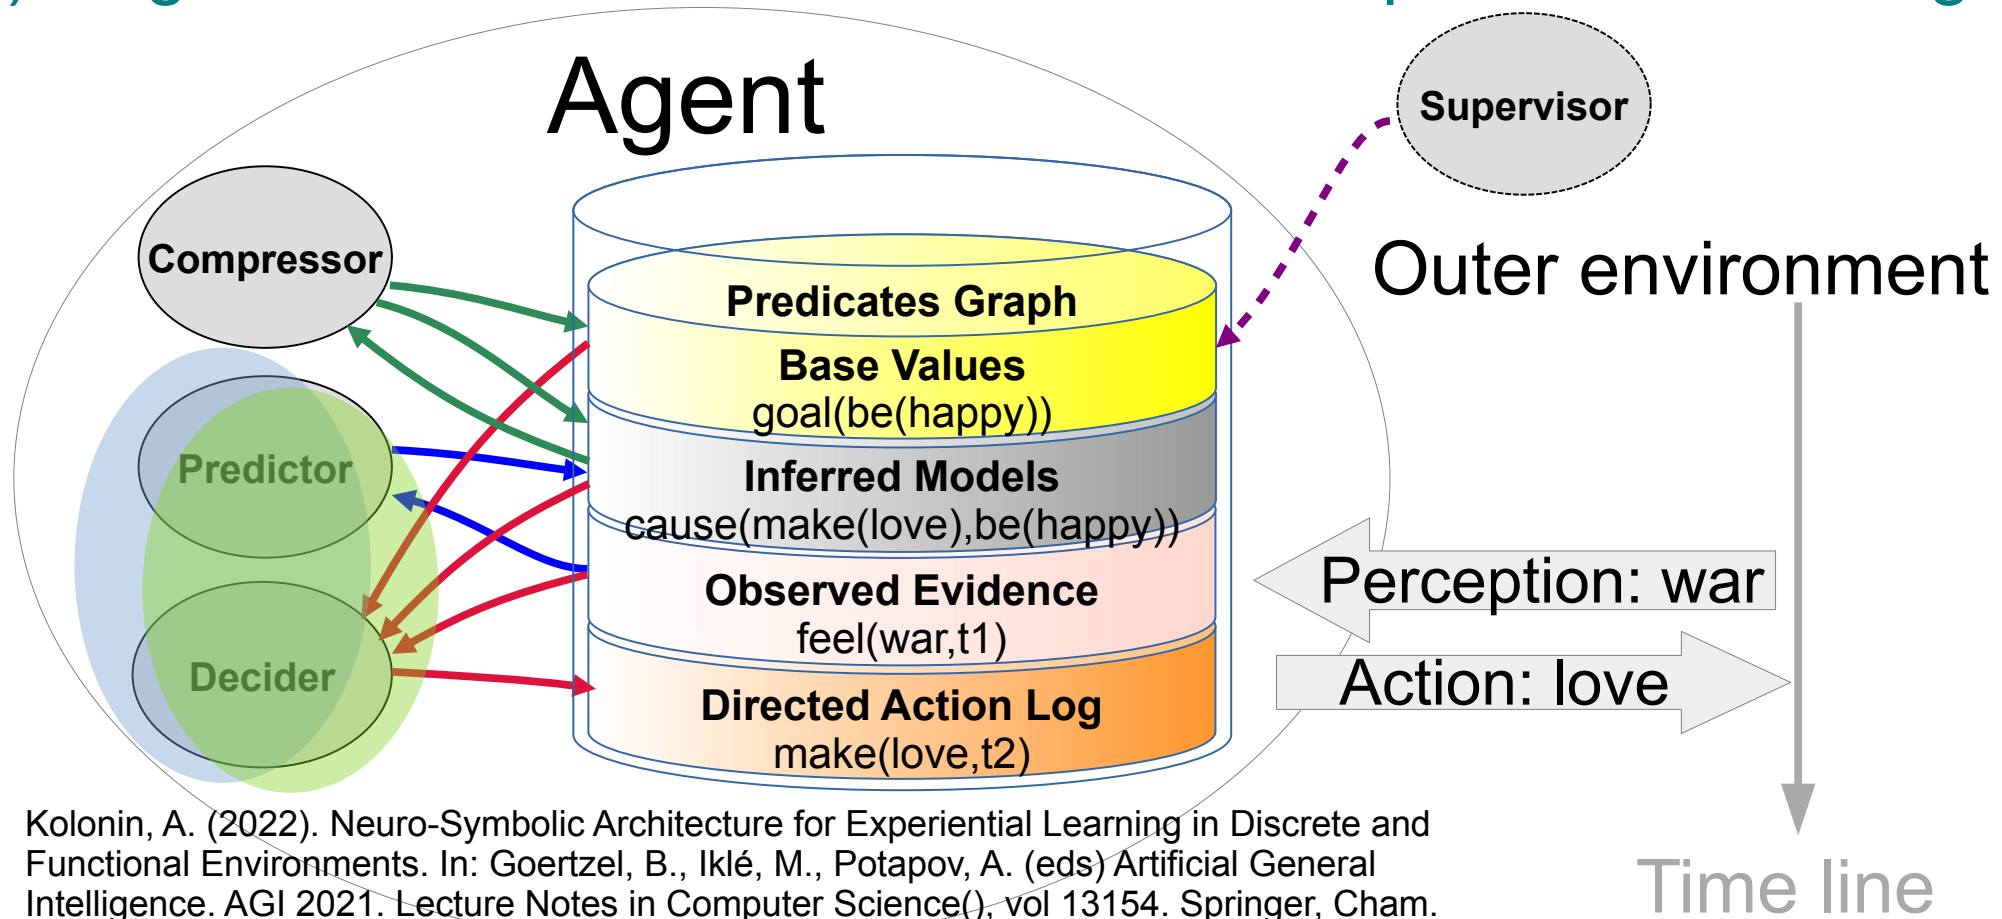 Agent
Supervisor
Compressor
Outer environment
Predicates Graph
Base Values
goal(be(happy))
Predictor
Inferred Models
cause(make(love),be(happy))
Perception: war
Observed Evidence
feel(war,t1)
Decider
Action: love
Directed Action Log
make(love,t2)
Kolonin, A. (2022). Neuro-Symbolic Architecture for Experiential Learning in Discrete and
Functional Environments. In: Goertzel, B., Iklé, M., Potapov, A. (eds) Artificial General
Intelligence. AGI 2021. Lecture Notes in Computer Science(), vol 13154. Springer, Cham.
Time line